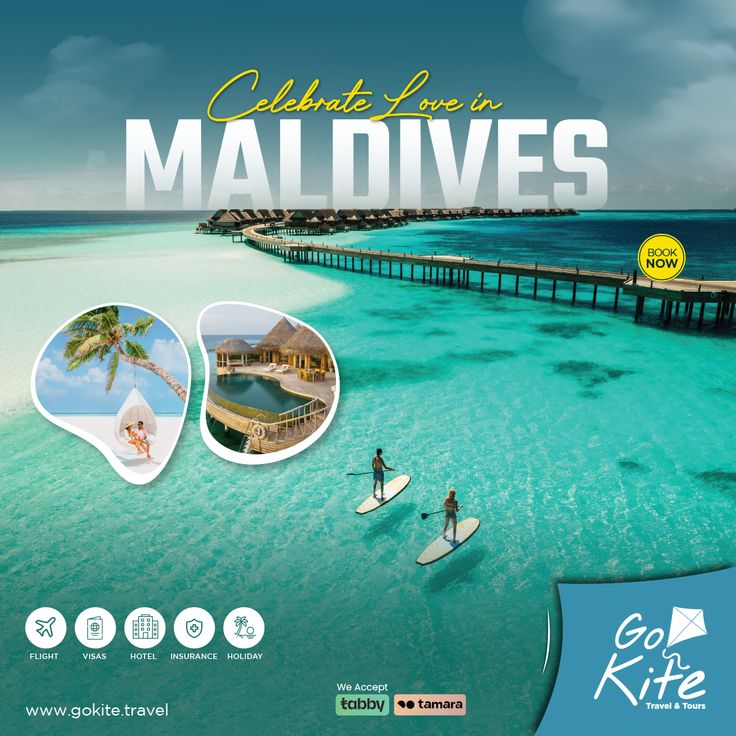 Celebrate Love in
MALDIVES
BOOK
NOW
FLIGHT
VISAS
HOTEL
INSURANCE
HOLIDAY
www.gokite.travel
We Accept
tabby
tamara
Go
Kite
Travel & Tours